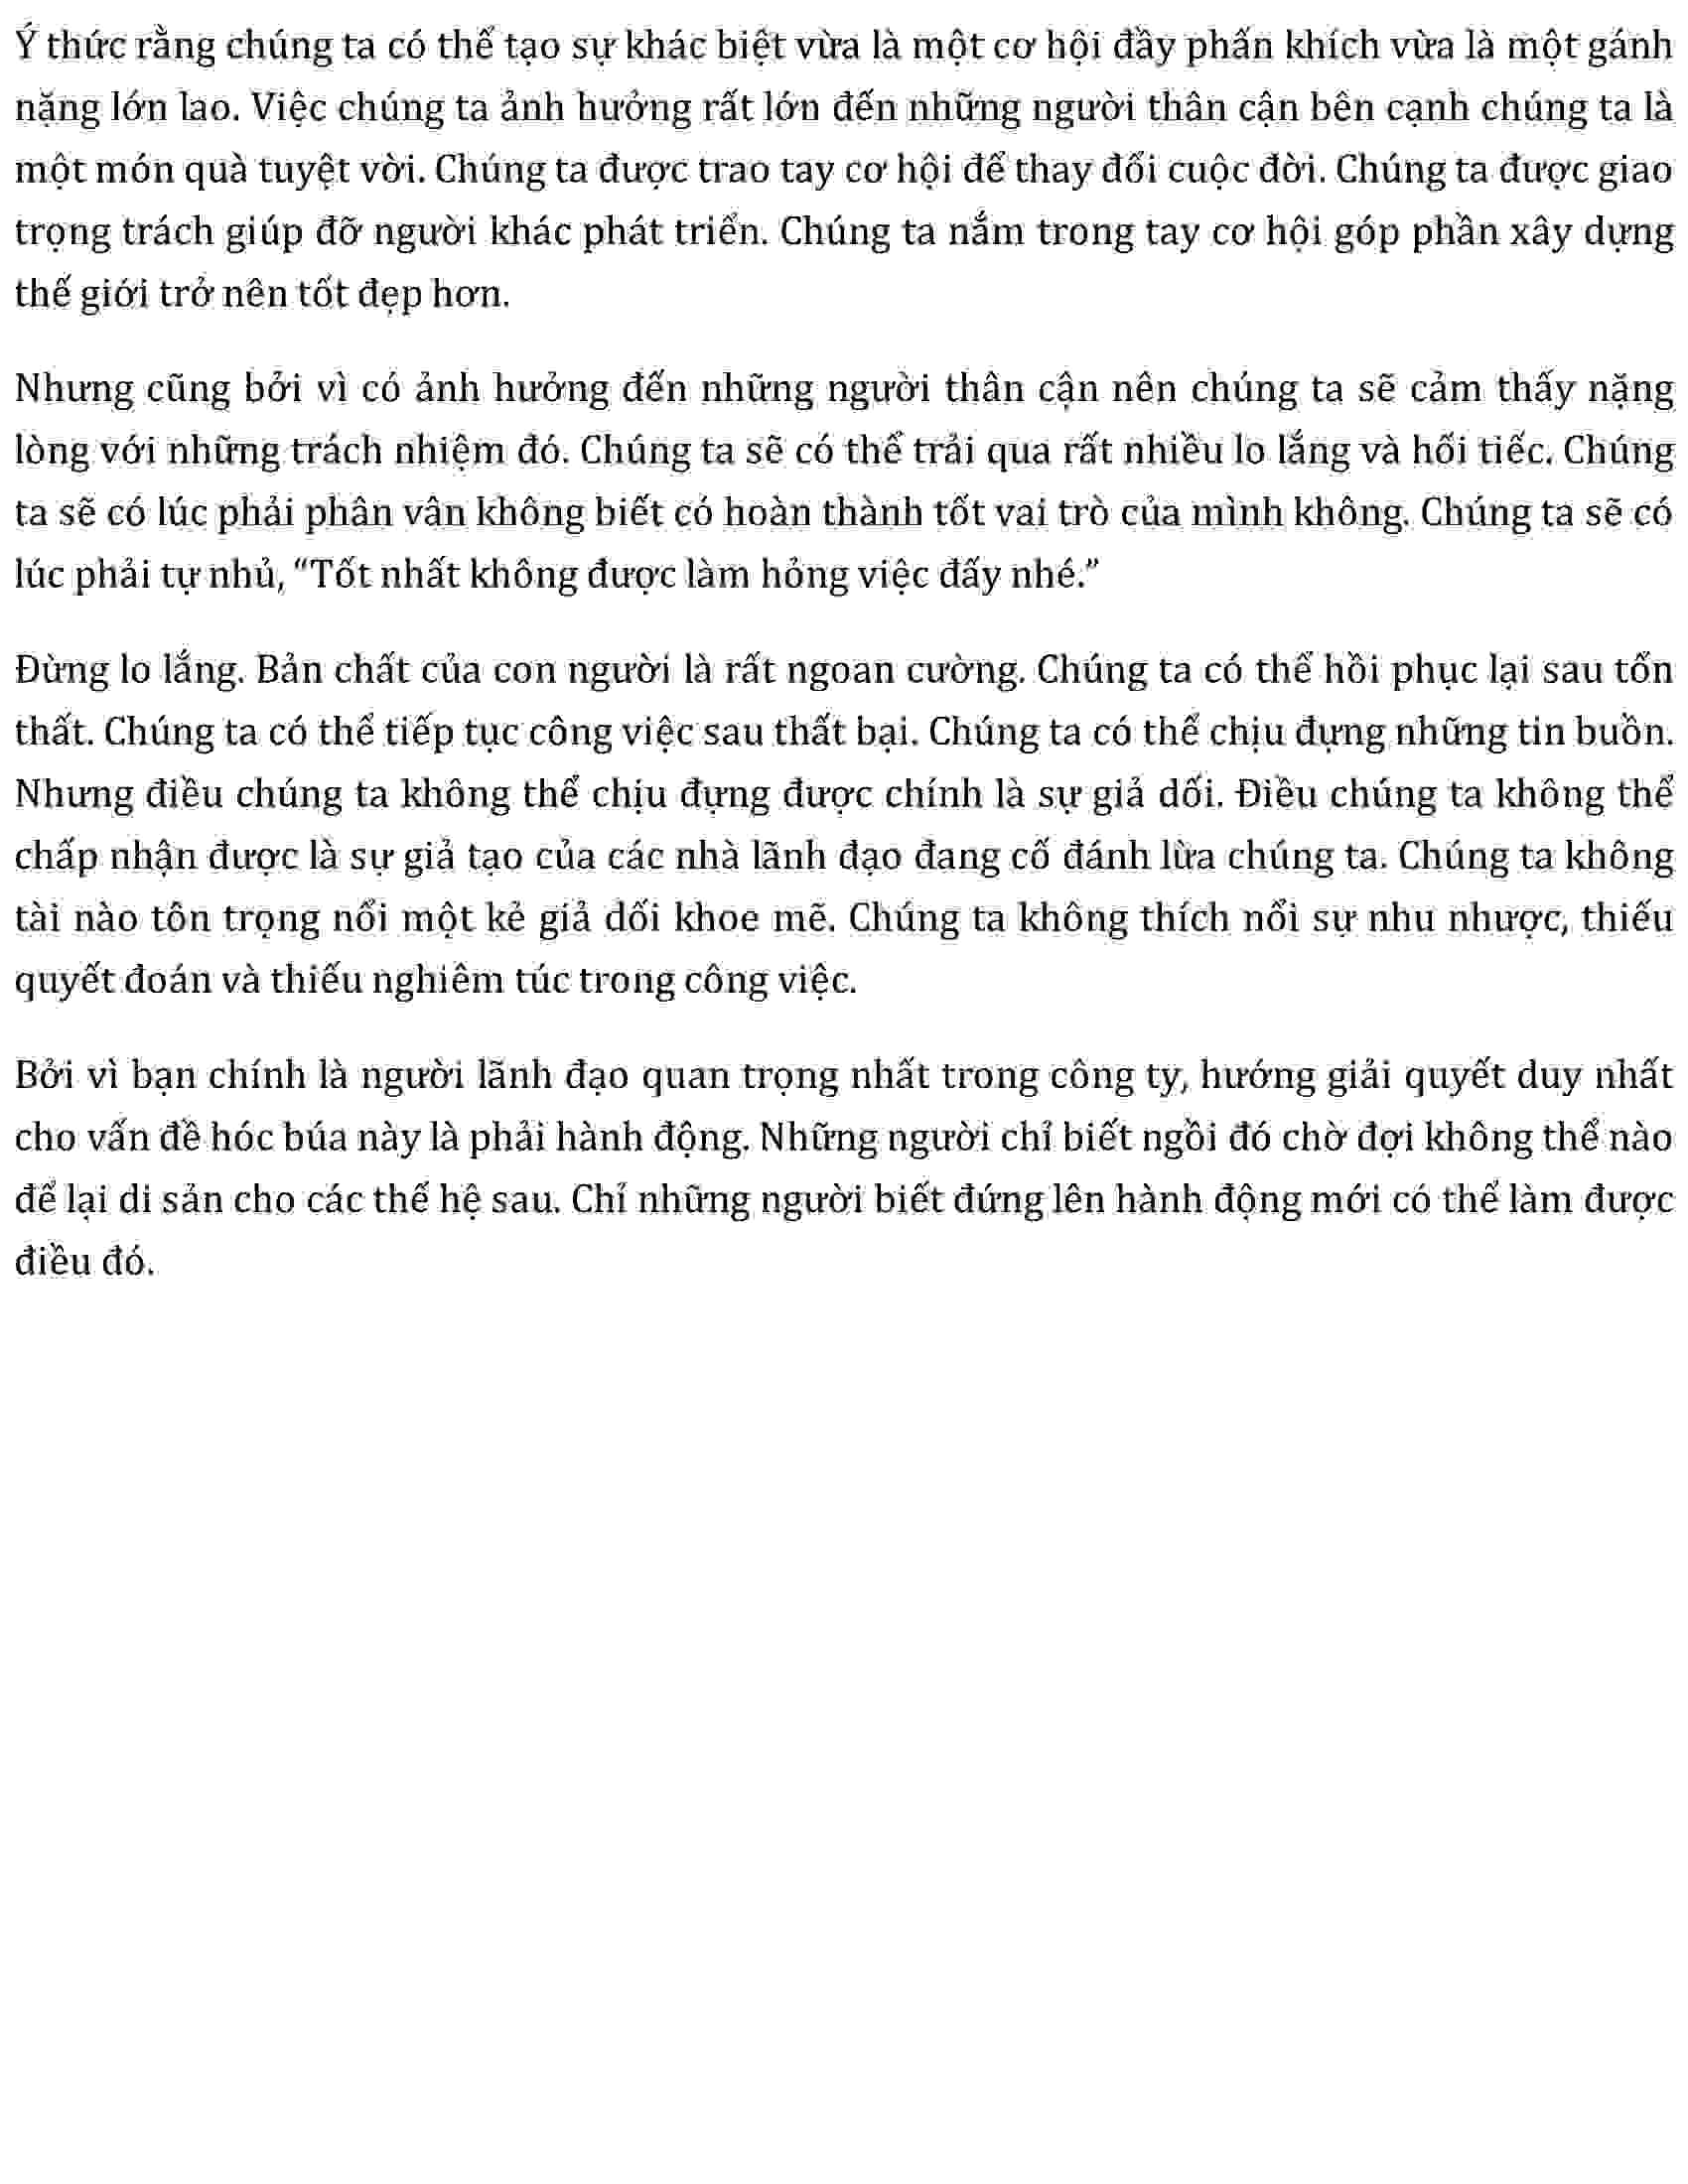 Ý thức rằng chúng ta có thể tạo sự khác biệt vừa là một cơ hội đầy phấn khích vừa là một gánh
nặng lớn lao. Việc chúng ta ảnh hưởng rất lớn đến những người thân cận bên cạnh chúng ta là
một món quà tuyệt vời. Chúng ta được trao tay cơ hội để thay đổi cuộc đời. Chúng ta được giao
trọng trách giúp đỡ người khác phát triển. Chúng ta nắm trong tay cơ hội góp phần xây dựng
thế giới trở nên tốt đẹp hơn.
Nhưng cũng bởi vì có ảnh hưởng đến những người thân cận nên chúng ta sẽ cảm thấy nặng
lòng với những trách nhiệm đó. Chúng ta sẽ có thể trải qua rất nhiều lo lắng và hối tiếc. Chúng
ta sẽ có lúc phải phân vân không biết có hoàn thành tốt vai trò của mình không. Chúng ta sẽ có
lúc phải tự nhủ, “Tốt nhất không được làm hỏng việc đấy nhé.”
Đừng lo lắng. Bản chất của con người là rất ngoan cường. Chúng ta có thể hồi phục lại sau tổn
thất. Chúng ta có thể tiếp tục công việc sau thất bại. Chúng ta có thể chịu đựng những tin buồn.
Nhưng điều chúng ta không thể chịu đựng được chính là sự giả dối. Điều chúng ta không thể
chấp nhận được là sự giả tạo của các nhà lãnh đạo đang cố đánh lừa chúng ta. Chúng ta không
tài nào tôn trọng nổi một kẻ giả dối khoe mẽ. Chúng ta không thích nổi sự nhu nhược, thiếu
quyết đoán và thiếu nghiêm túc trong công việc.
Bởi vì bạn chính là người lãnh đạo quan trọng nhất trong công ty, hướng giải quyết duy nhất
cho vấn đề hóc búa này là phải hành động. Những người chỉ biết ngồi đó chờ đợi không thể nào
để lại di sản cho các thế hệ sau. Chỉ những người biết đứng lên hành động mới có thể làm được
điều đó.